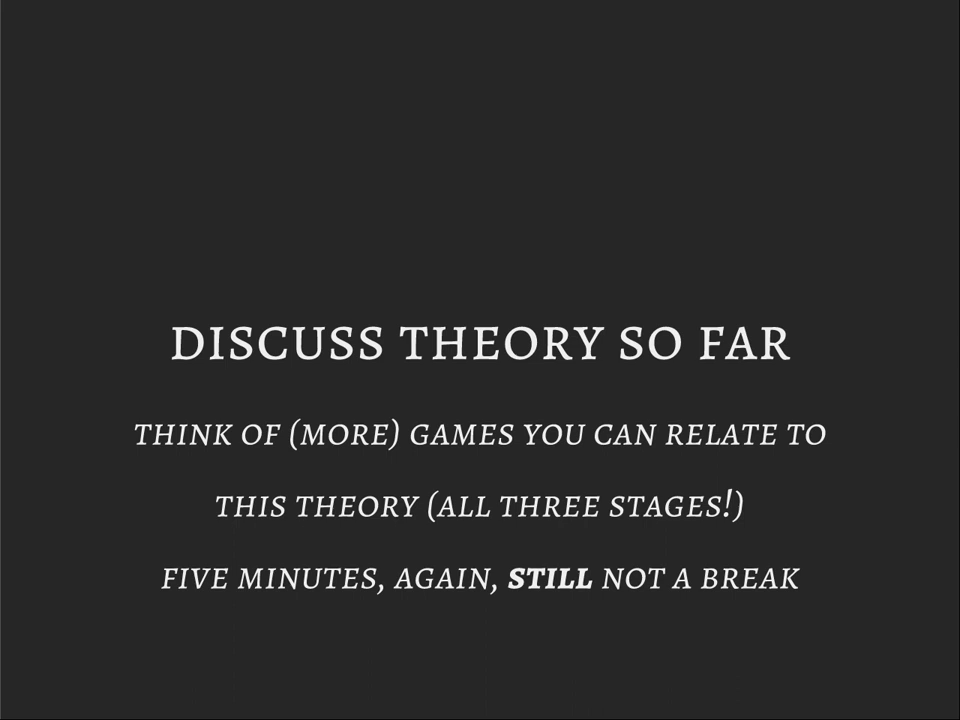 DISCUSS THEORY SO FAR
THINK OF (MORE) GAMES YOU CAN RELATE TO
THIS THEORY (ALL THREE STAGES!)
FIVE MINUTES, AGAIN, STILL NOT A BREAK